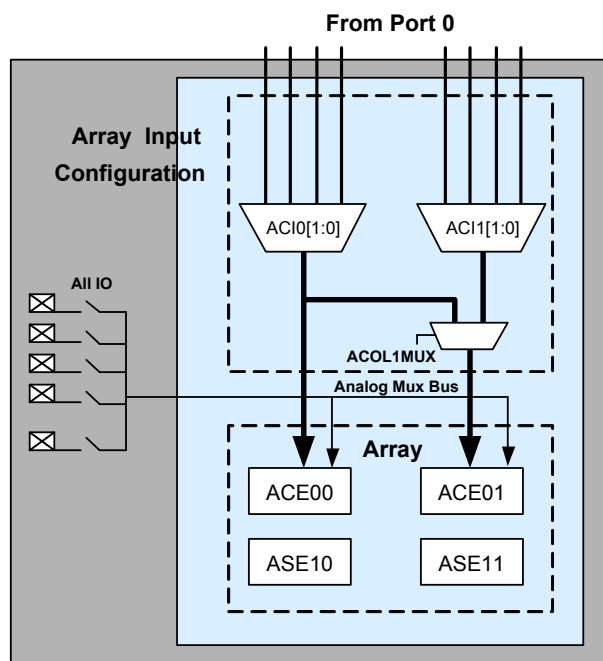 From Port 0
Array Input
Configuration
ACI0[1:0]
ACI1[1:0]
All IO
ACOL1MUX
Analog Mux Bus
Array
ACE00
ACE01
ASE10
ASE11